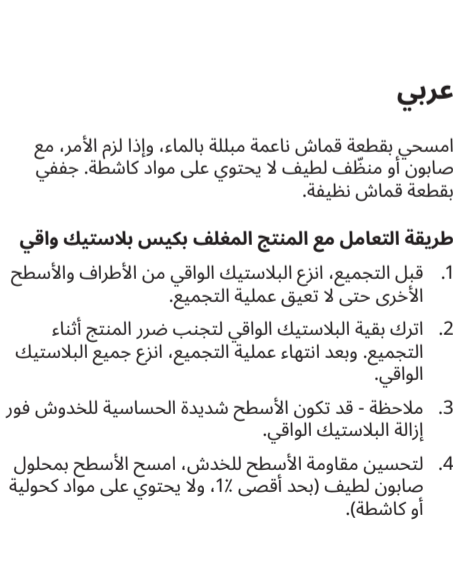 عربي
امسحي بقطعة قماش ناعمة مبللة بالماء، وإذا لزم الأمر، مع
صابون أو منظّف لطيف لا يحتوي على مواد كاشطة. جففي
بقطعة قماش نظيفة.
طريقة التعامل مع المنتج المغلف بكيس بلاستيك واقي
1. قبل التجميع، انزع البلاستيك الواقي من الأطراف والأسطح
الأخرى حتى لا تعيق عملية التجميع.
2. اترك بقية البلاستيك الواقي لتجنب ضرر المنتج أثناء
التجميع. وبعد انتهاء عملية التجميع، انزع جميع البلاستيك
الواقي.
3. ملاحظة - قد تكون الأسطح شديدة الحساسية للخدوش فور
إزالة البلاستيك الواقي.
4. لتحسين مقاومة الأسطح للخدش، امسح الأسطح بمحلول
صابون لطيف (بحد أقصى 1٪، ولا يحتوي على مواد كحولية
أو كاشطة).